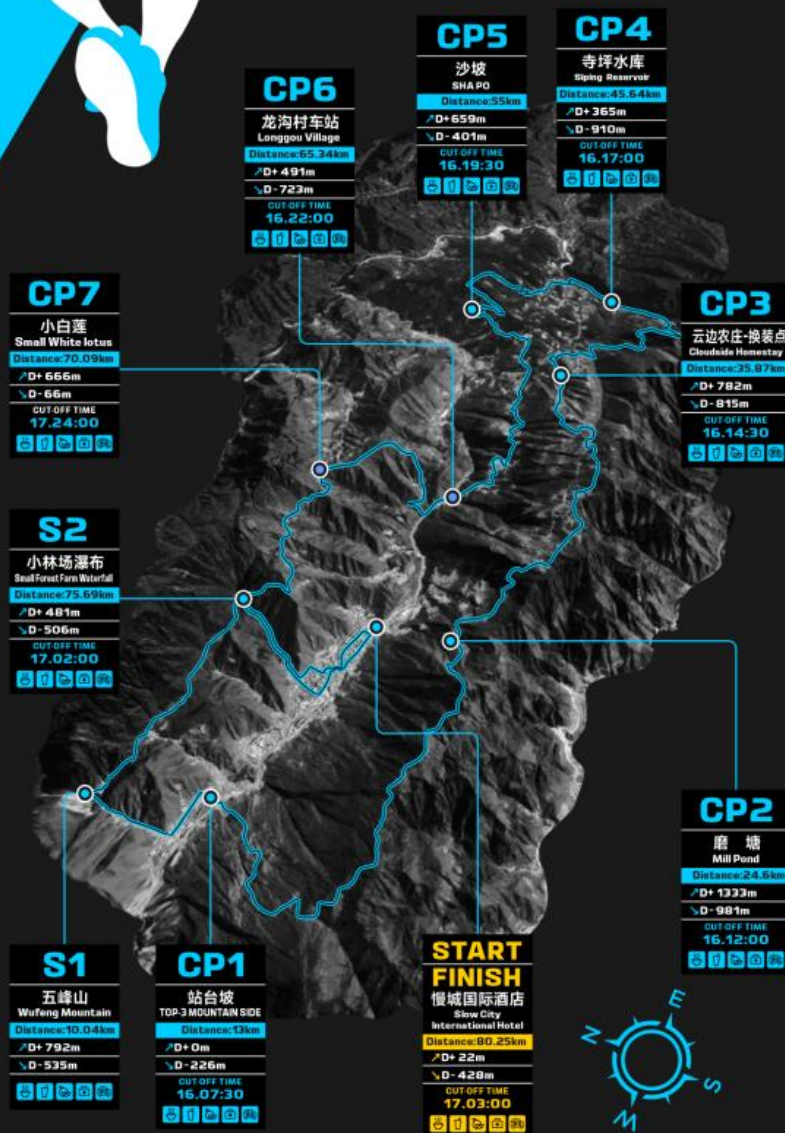 CP5
沙坡
SHA PO
Distance:55km
↗D+659m
↘D-401m
CUT-OFF TIME
16.19:30
CP4
寺坪水库
Siping Reservoir
Distance:45.64km
↗D+365m
↘D-910m
CUT-OFF TIME
16.17:00
CP6
龙沟村车站
Longgou Village
Distance:65.34km
↗D+ 491m
↘D-723m
CUT-OFF TIME
16.22:00
CP7
小白莲
Small White lotus
Distance:70.09km
↗D+ 666m
↘D-66m
CUT-OFF TIME
17.24:00
CP3
云边农庄-换装点
Cloudside Homestay
Distance:35.87km
↗D+ 782m
↘D-815m
CUT-OFF TIME
16.14:30
S2
小林场瀑布
Small Forest Farm Waterfall
Distance:75.69km
↗D+ 481m
↘D-506m
CUT-OFF TIME
17.02:00
CP2
磨 塘
Mill Pond
Distance:24.6km
↗D+ 1333m
↘D-981m
CUT-OFF TIME
16.12:00
S1
五峰山
Wufeng Mountain
Distance:10.04km
↗D+ 792m
↘D-535m
CP1
站台坡
TOP-3 MOUNTAIN SIDE
Distance:13km
↗D+0m
↘D-226m
CUT-OFF TIME
16.07:30
START
FINISH
慢城国际酒店
Slow City
International Hotel
Distance:80.25km
↗D+ 22m
↘D-428m
CUT-OFF TIME
17.03:00
E
N
S
W